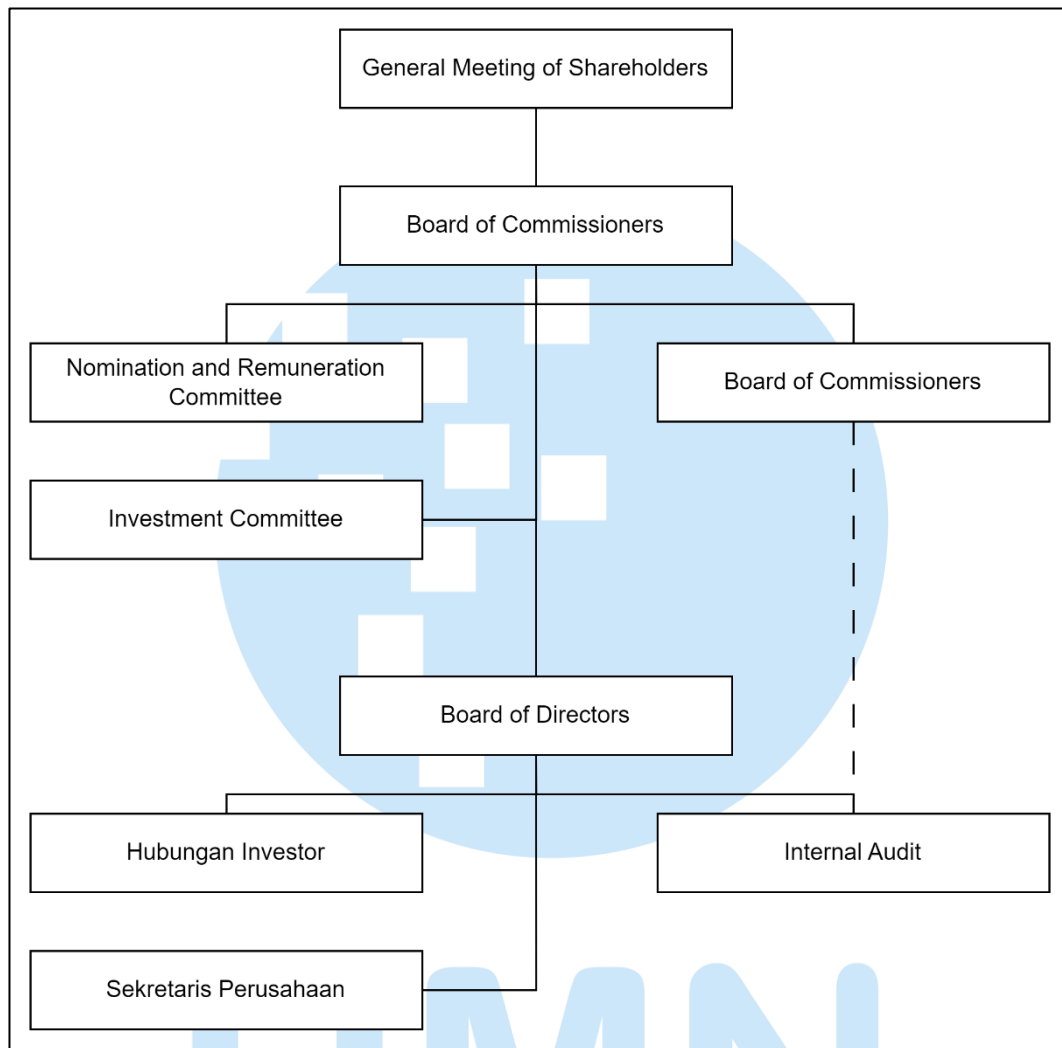 General Meeting of Shareholders
Board of Commissioners
Nomination and Remuneration
Committee
Board of Commissioners
Investment Committee
Board of Directors
Hubungan Investor
Internal Audit
Sekretaris Perusahaan
UMN